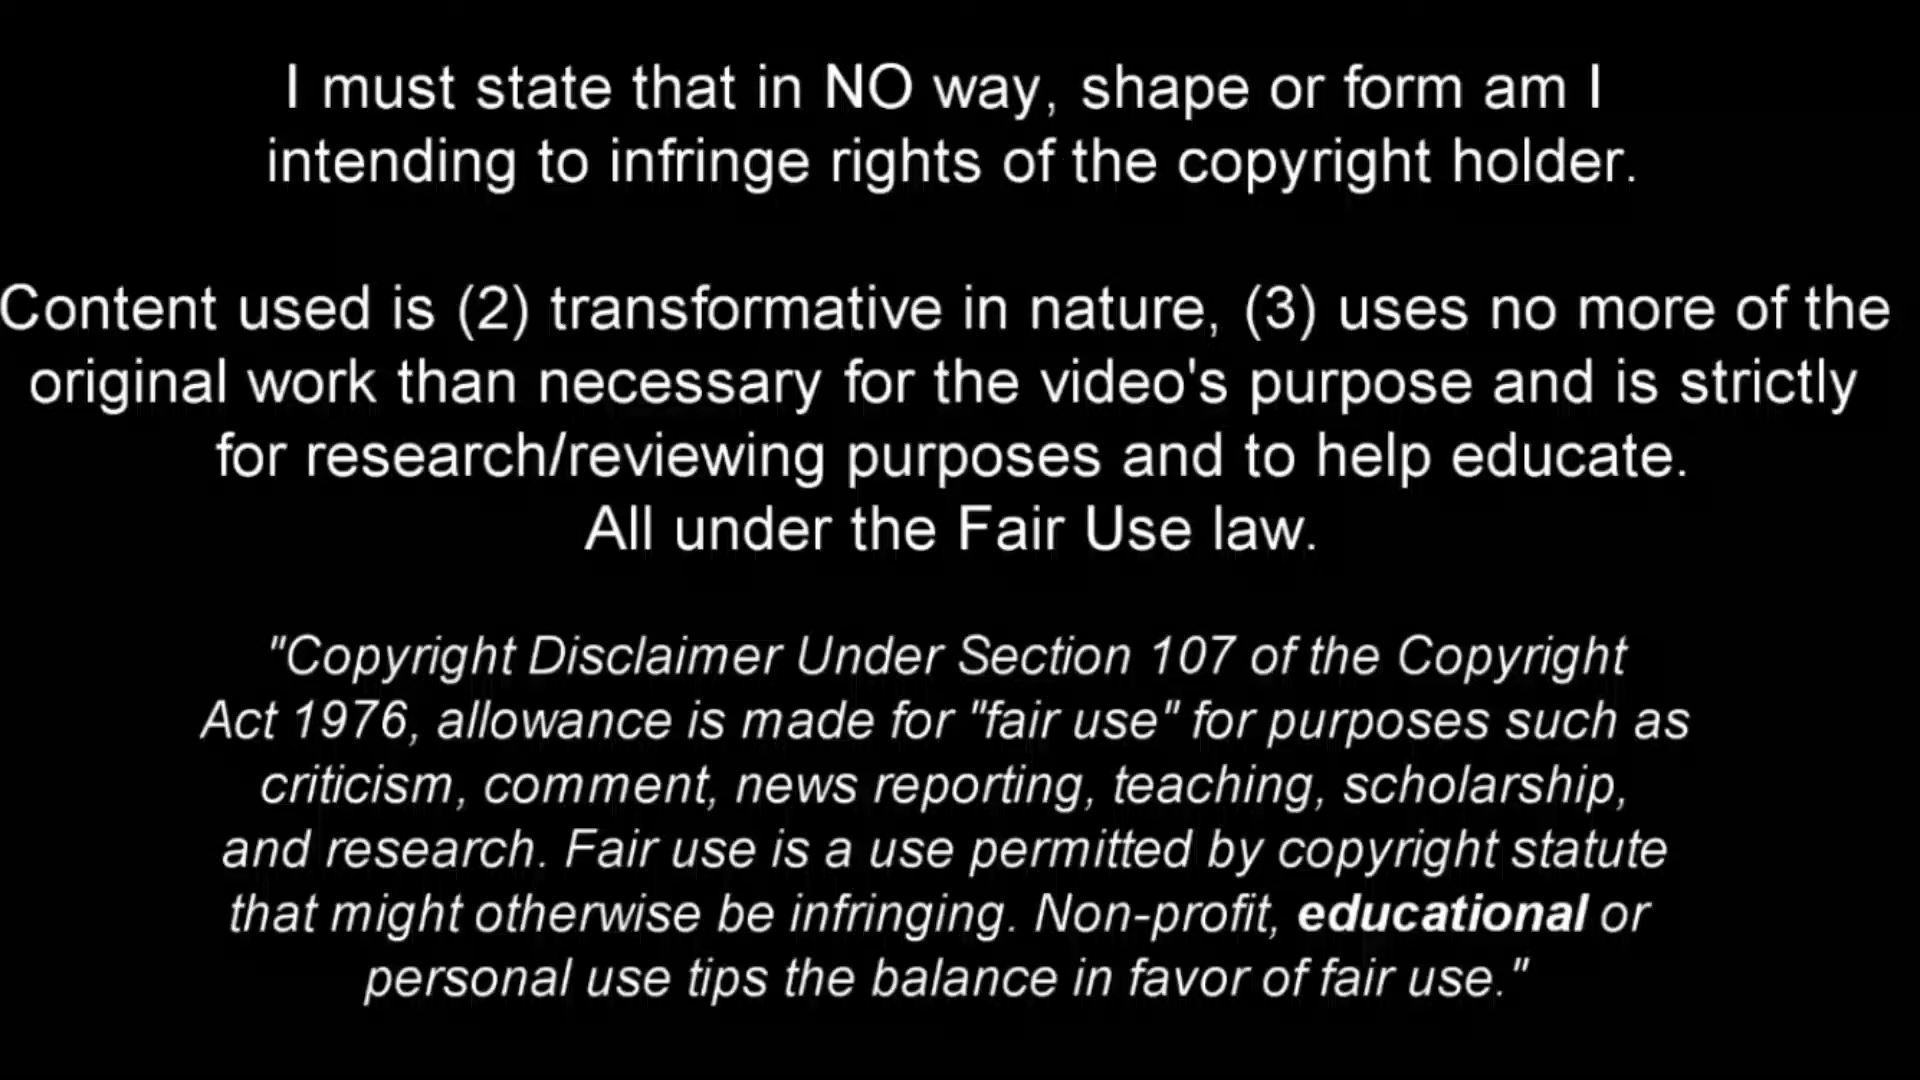 I must state that in NO way, shape or form am I
intending to infringe rights of the copyright holder.
Content used is (2) transformative in nature, (3) uses no more of the
original work than necessary for the video's purpose and is strictly
for research/reviewing purposes and to help educate.
All under the Fair Use law.
"Copyright Disclaimer Under Section 107 of the Copyright
Act 1976, allowance is made for "fair use" for purposes such as
criticism, comment, news reporting, teaching, scholarship,
and research. Fair use is a use permitted by copyright statute
that might otherwise be infringing. Non-profit, educational or
personal use tips the balance in favor of fair use."